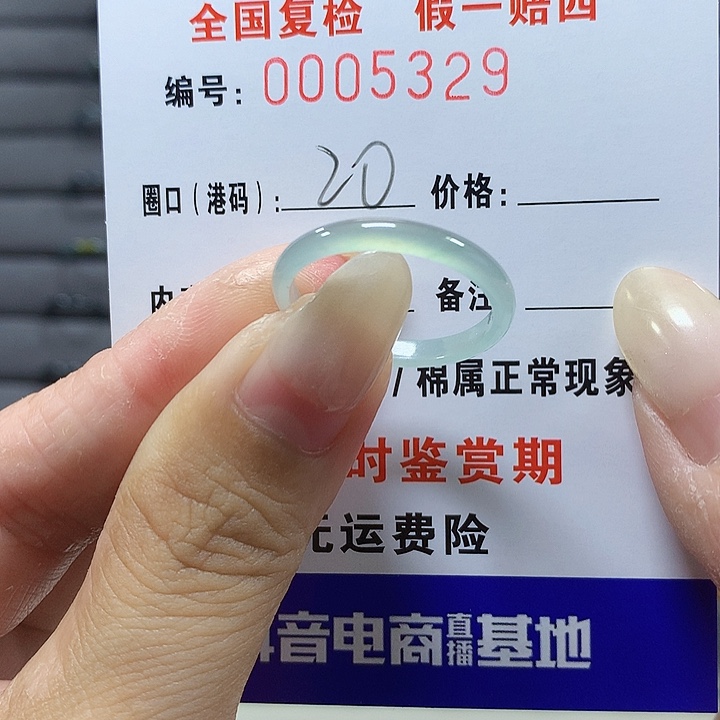 全国复检 假一赔四
编号: 0005329
圈口（港码）: 20 价格:
备注
/棉属正常现象
时鉴赏期
无运费险
音电商直播基地